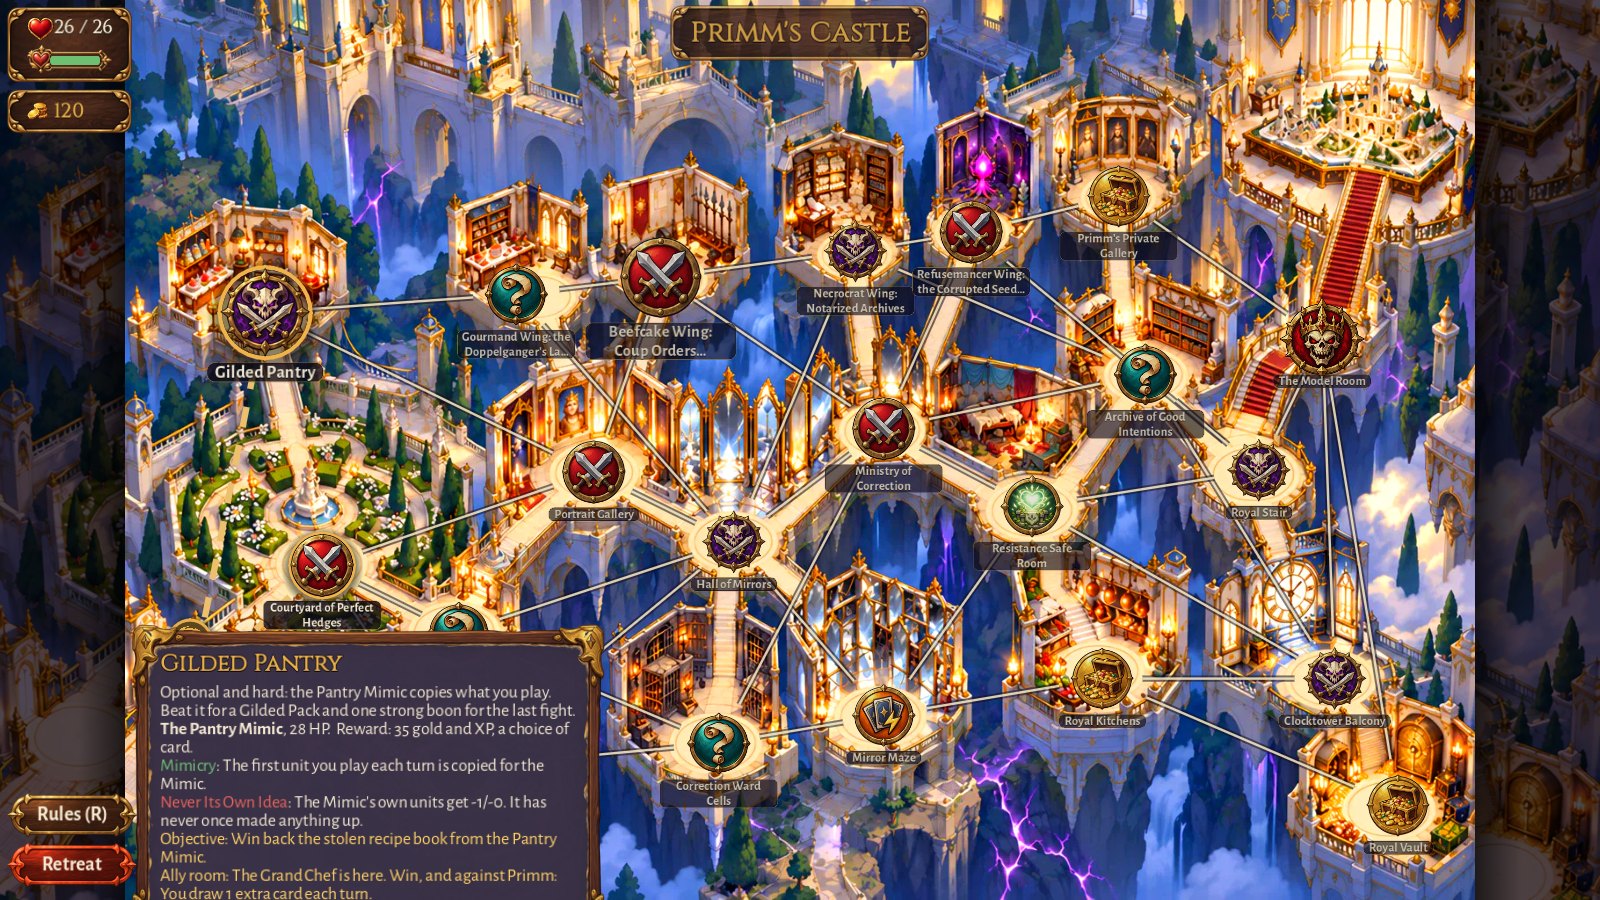 26 / 26
120
PRIMM'S CASTLE
Primm's Private
Gallery
Refusemancer Wing:
the Corrupted Seed...
Necrocrat Wing:
Notarized Archives
Gourmand Wing: the
Doppelganger's La...
Beefcake Wing:
Coup Orders...
Gilded Pantry
The Model Room
Archive of Good
Intentions
Ministry of
Correction
Portrait Gallery
Royal Stair
Resistance Safe
Room
Hall of Mirrors
Courtyard of Perfect
Hedges
Royal Kitchens
Clocktower Balcony
Mirror Maze
Correction Ward
Cells
Royal Vault
GILDED PANTRY
Optional and hard: the Pantry Mimic copies what you play.
Beat it for a Gilded Pack and one strong boon for the last fight.
The Pantry Mimic, 28 HP. Reward: 35 gold and XP, a choice of
card.
Mimicry: The first unit you play each turn is copied for the
Mimic.
Never Its Own Idea: The Mimic's own units get -1/-0. It has
never once made anything up.
Objective: Win back the stolen recipe book from the Pantry
Mimic.
Ally room: The Grand Chef is here. Win, and against Primm:
You draw 1 extra card each turn.
Rules (R)
Retreat